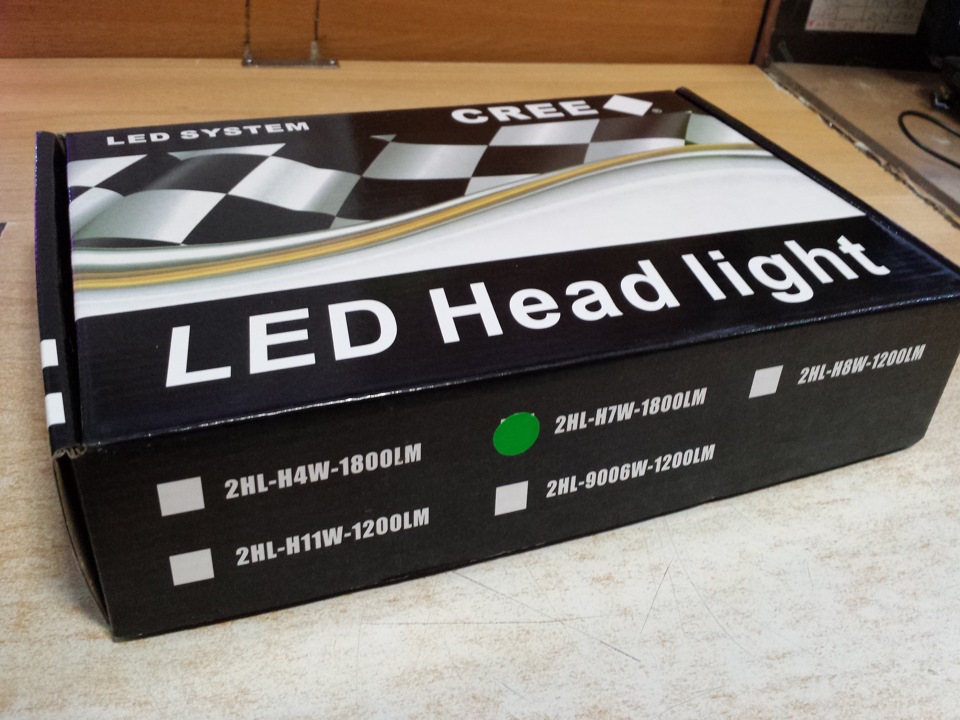 LED SYSTEM
CREE ®
LED Head light
2HL-H4W-1800LM
2HL-H7W-1800LM
2HL-H8W-1200LM
2HL-H11W-1200LM
2HL-9006W-1200LM